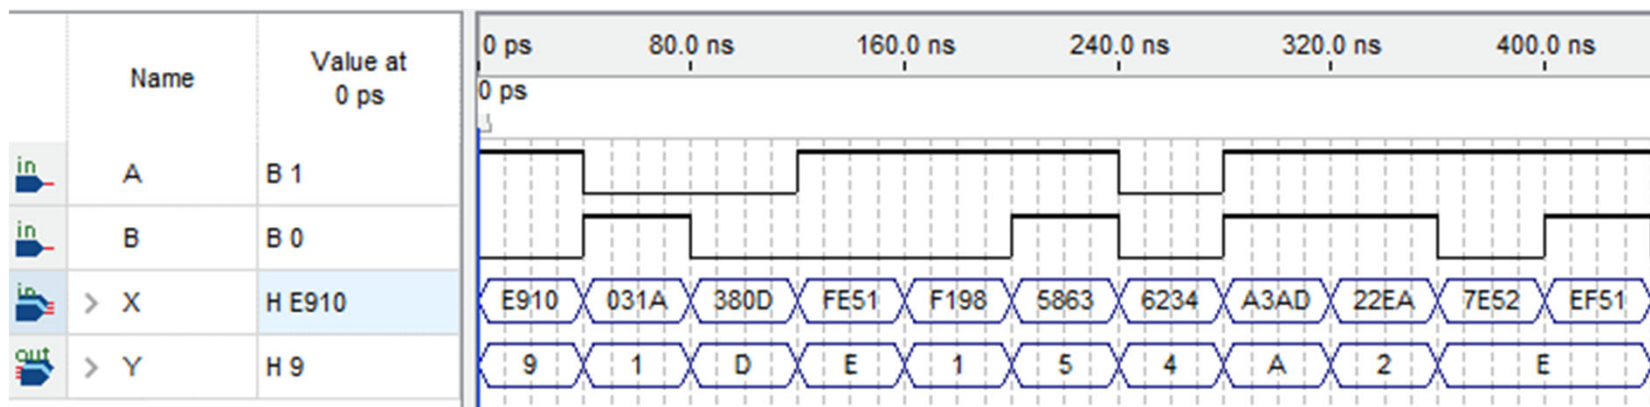 Name Value at 0 ps 0 ps 80.0 ns 160.0 ns 240.0 ns 320.0 ns 400.0 ns
0 ps
in A B 1
in B B 0
in > X H E910 E910 031A 380D FE51 F198 5863 6234 A3AD 22EA 7E52 EF51
out > Y H 9 9 1 D E 1 5 4 A 2 E